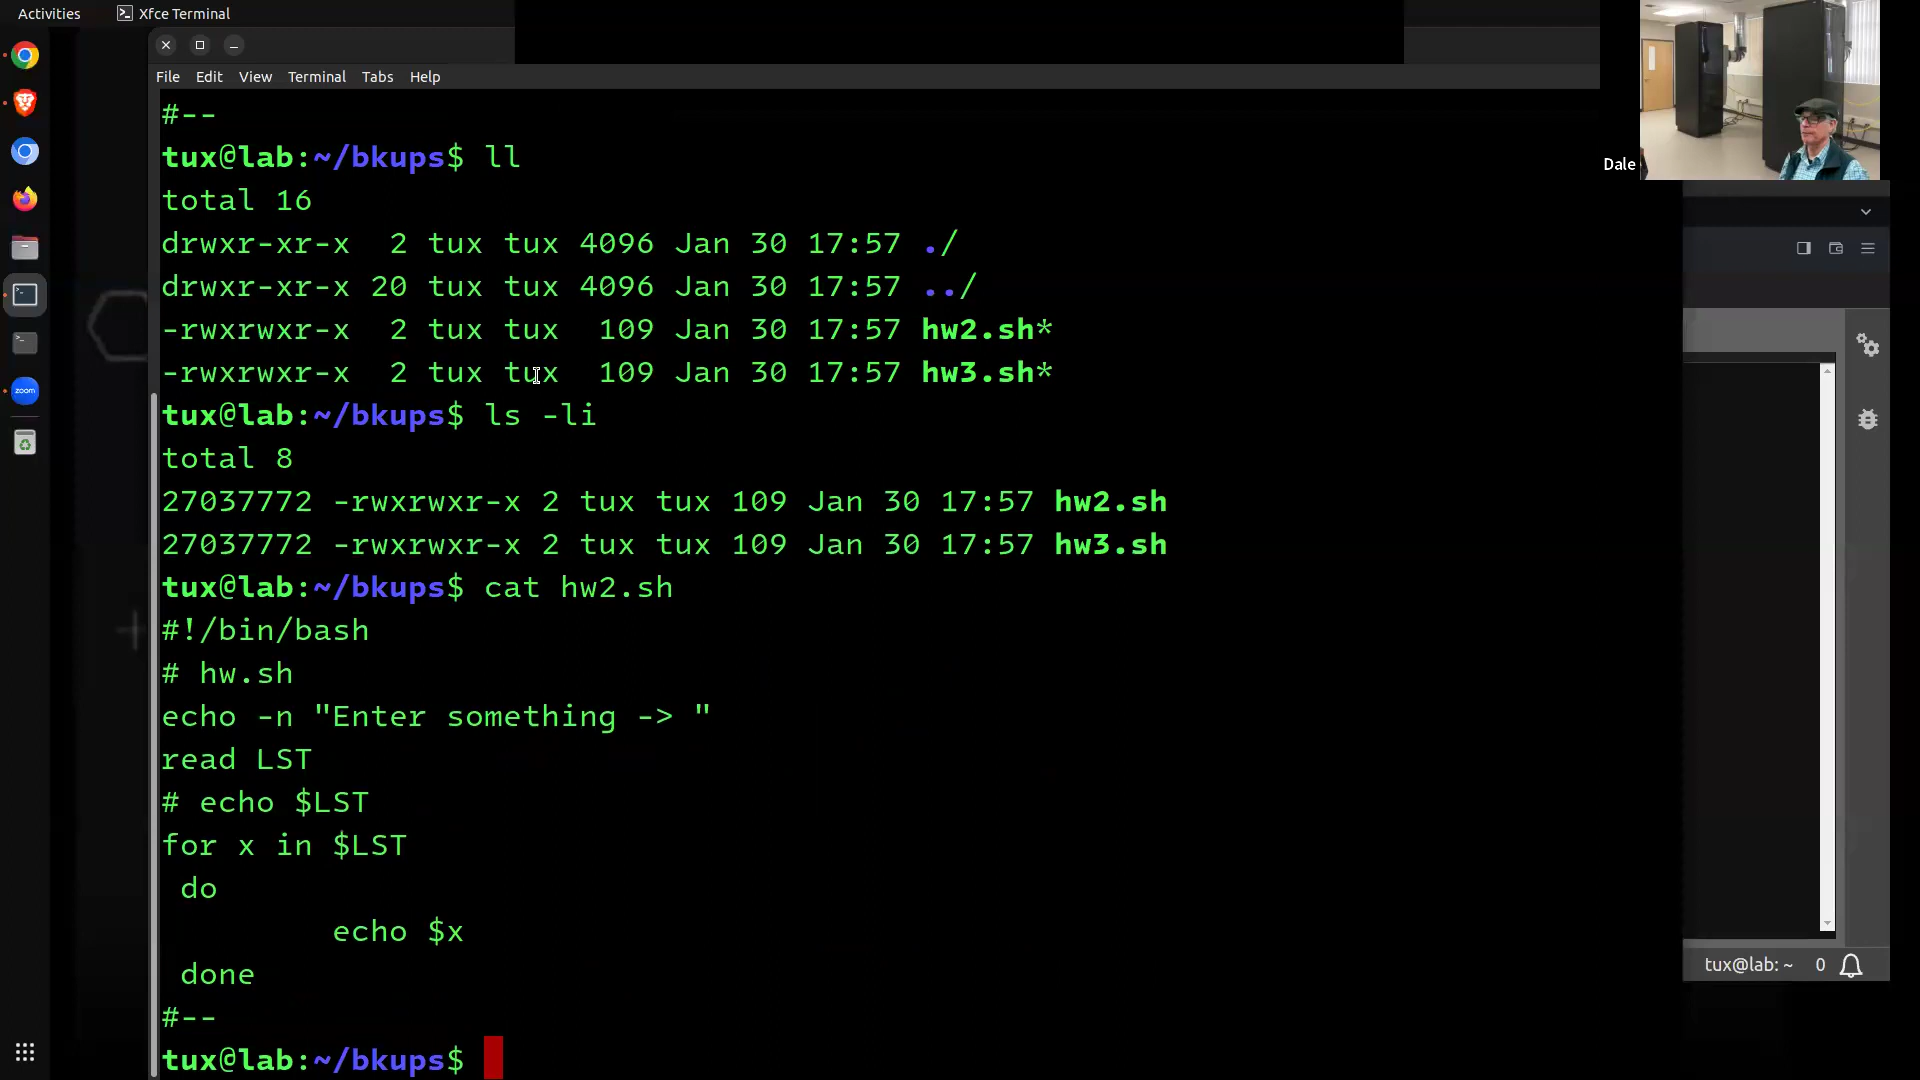 Activities
Xfce Terminal
File Edit View Terminal Tabs Help
#--
tux@lab:~/bkups$ ll
total 16
drwxr-xr-x  2 tux tux 4096 Jan 30 17:57 ./
drwxr-xr-x 20 tux tux 4096 Jan 30 17:57 ../
-rwxrwxr-x  2 tux tux  109 Jan 30 17:57 hw2.sh*
-rwxrwxr-x  2 tux tux  109 Jan 30 17:57 hw3.sh*
tux@lab:~/bkups$ ls -li
total 8
27037772 -rwxrwxr-x 2 tux tux 109 Jan 30 17:57 hw2.sh
27037772 -rwxrwxr-x 2 tux tux 109 Jan 30 17:57 hw3.sh
tux@lab:~/bkups$ cat hw2.sh
#!/bin/bash
# hw.sh
echo -n "Enter something -> "
read LST
# echo $LST
for x in $LST
 do
         echo $x
 done
#--
tux@lab:~/bkups$
Dale
zoom
tux@lab: ~ 0